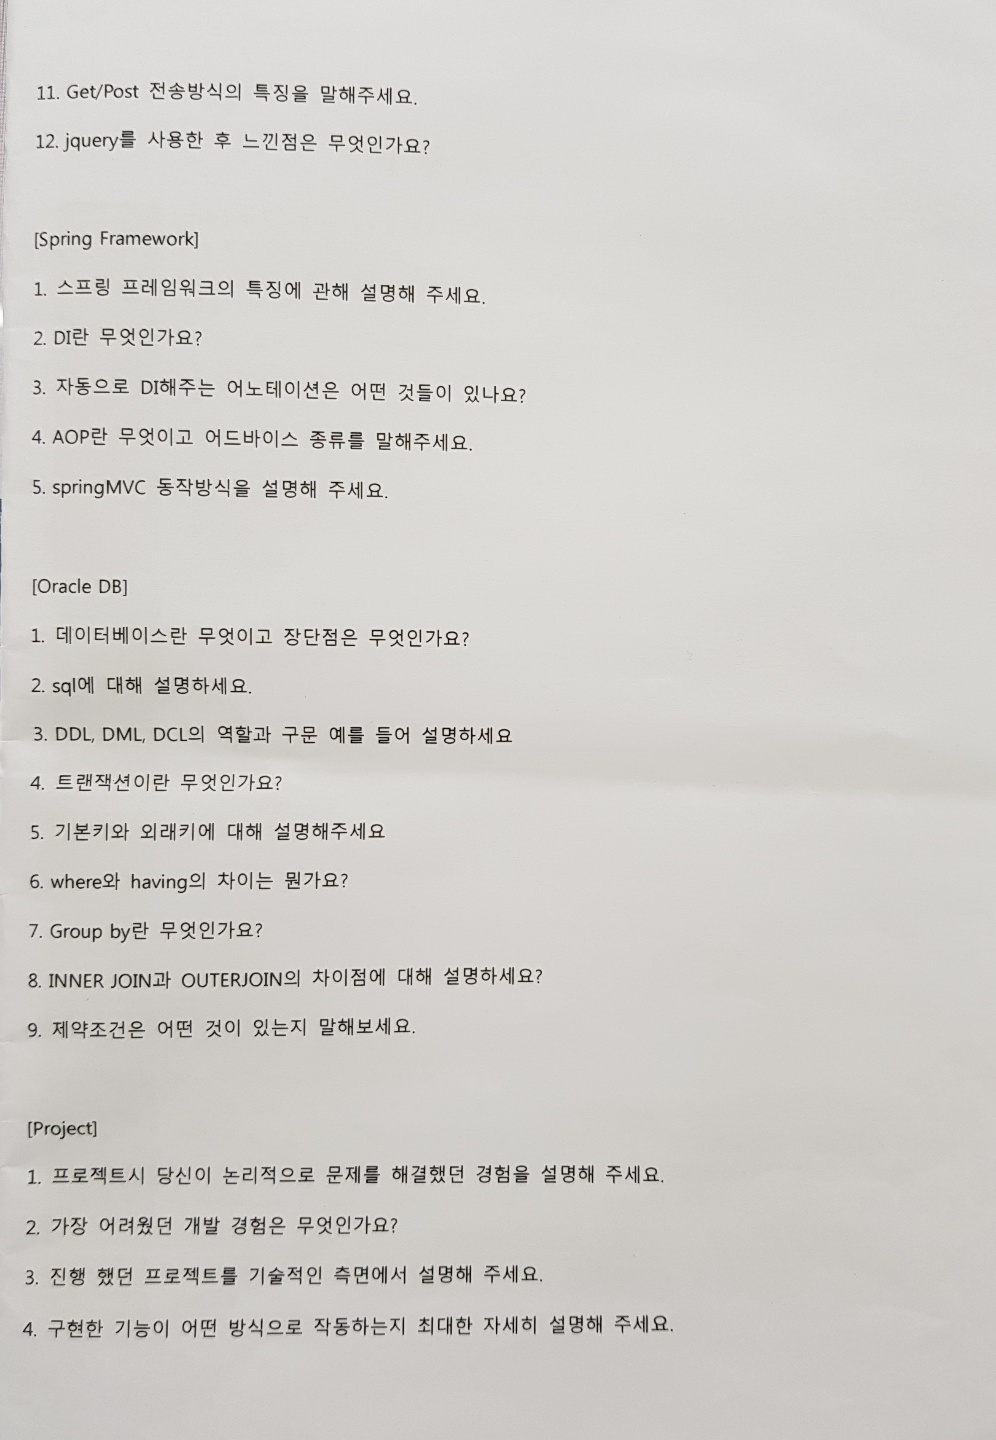 11. Get/Post 전송방식의 특징을 말해주세요.
12. jquery를 사용한 후 느낀점은 무엇인가요?
[Spring Framework]
1. 스프링 프레임워크의 특징에 관해 설명해 주세요.
2. DI란 무엇인가요?
3. 자동으로 DI해주는 어노테이션은 어떤 것들이 있나요?
4. AOP란 무엇이고 어드바이스 종류를 말해주세요.
5. springMVC 동작방식을 설명해 주세요.
[Oracle DB]
1. 데이터베이스란 무엇이고 장단점은 무엇인가요?
2. sql에 대해 설명하세요.
3. DDL, DML, DCL의 역할과 구문 예를 들어 설명하세요
4. 트랜잭션이란 무엇인가요?
5. 기본키와 외래키에 대해 설명해주세요
6. where와 having의 차이는 뭔가요?
7. Group by란 무엇인가요?
8. INNER JOIN과 OUTERJOIN의 차이점에 대해 설명하세요?
9. 제약조건은 어떤 것이 있는지 말해보세요.
[Project]
1. 프로젝트시 당신이 논리적으로 문제를 해결했던 경험을 설명해 주세요.
2. 가장 어려웠던 개발 경험은 무엇인가요?
3. 진행 했던 프로젝트를 기술적인 측면에서 설명해 주세요.
4. 구현한 기능이 어떤 방식으로 작동하는지 최대한 자세히 설명해 주세요.